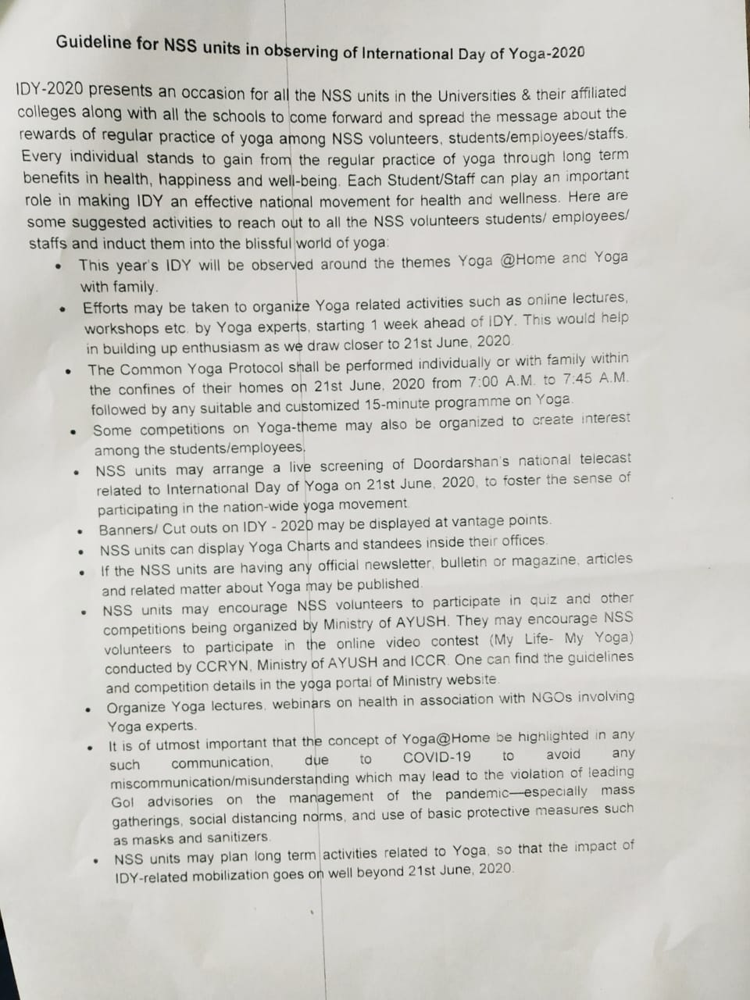 Guideline for NSS units in observing of International Day of Yoga-2020
IDY-2020 presents an occasion for all the NSS units in the Universities & their affiliated
colleges along with all the schools to come forward and spread the message about the
rewards of regular practice of yoga among NSS volunteers, students/employees/staffs.
Every individual stands to gain from the regular practice of yoga through long term
benefits in health, happiness and well-being. Each Student/Staff can play an important
role in making IDY an effective national movement for health and wellness. Here are
some suggested activities to reach out to all the NSS volunteers students/ employees/
staffs and induct them into the blissful world of yoga:
• This year's IDY will be observed around the themes Yoga @Home and Yoga
with family.
• Efforts may be taken to organize Yoga related activities such as online lectures,
workshops etc. by Yoga experts, starting 1 week ahead of IDY. This would help
in building up enthusiasm as we draw closer to 21st June, 2020.
• The Common Yoga Protocol shall be performed individually or with family within
the confines of their homes on 21st June, 2020 from 7:00 A.M. to 7:45 A.M.
followed by any suitable and customized 15-minute programme on Yoga.
• Some competitions on Yoga-theme may also be organized to create interest
among the students/employees.
• NSS units may arrange a live screening of Doordarshan's national telecast
related to International Day of Yoga on 21st June, 2020, to foster the sense of
participating in the nation-wide yoga movement.
• Banners/ Cut outs on IDY - 2020 may be displayed at vantage points.
• NSS units can display Yoga Charts and standees inside their offices.
• If the NSS units are having any official newsletter, bulletin or magazine, articles
and related matter about Yoga may be published.
• NSS units may encourage NSS volunteers to participate in quiz and other
competitions being organized by Ministry of AYUSH. They may encourage NSS
volunteers to participate in the online video contest (My Life- My Yoga)
conducted by CCRYN, Ministry of AYUSH and ICCR. One can find the guidelines
and competition details in the yoga portal of Ministry website.
• Organize Yoga lectures, webinars on health in association with NGOs involving
Yoga experts.
• It is of utmost important that the concept of Yoga@Home be highlighted in any
such communication, due to COVID-19 to avoid any
miscommunication/misunderstanding which may lead to the violation of leading
GoI advisories on the management of the pandemic—especially mass
gatherings, social distancing norms, and use of basic protective measures such
as masks and sanitizers.
• NSS units may plan long term activities related to Yoga, so that the impact of
IDY-related mobilization goes on well beyond 21st June, 2020.